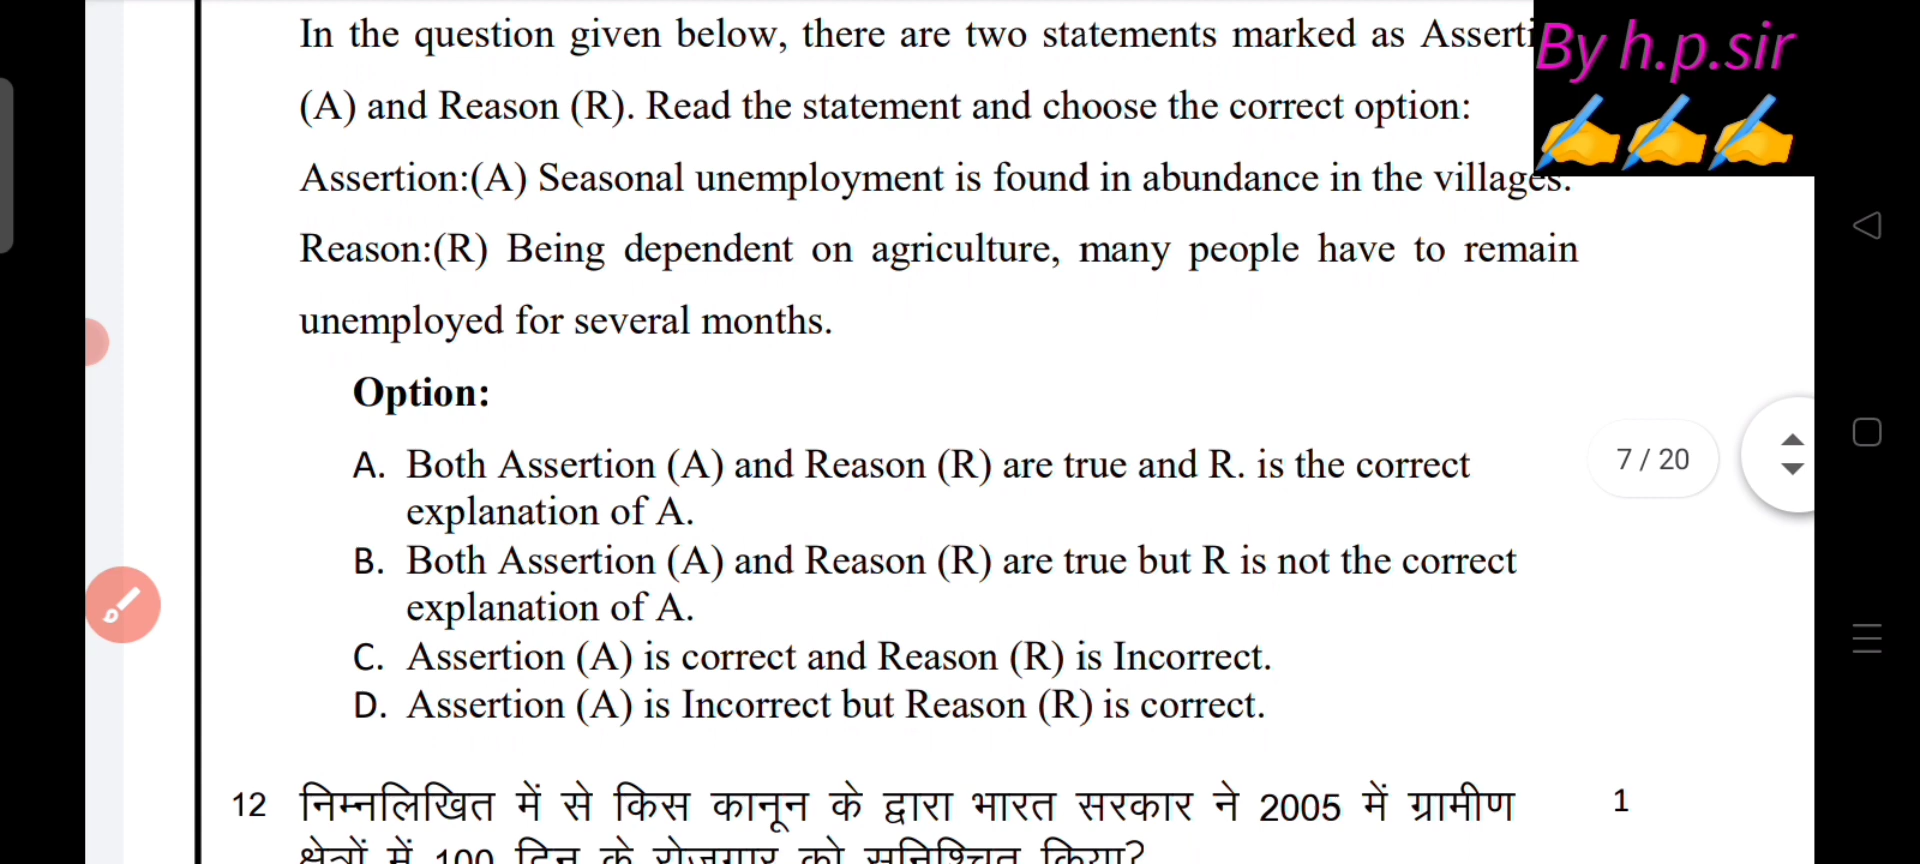 In the question given below, there are two statements marked as Asserti
By h.p.sir
(A) and Reason (R). Read the statement and choose the correct option:
Assertion:(A) Seasonal unemployment is found in abundance in the villages.
Reason:(R) Being dependent on agriculture, many people have to remain
unemployed for several months.
Option:
A. Both Assertion (A) and Reason (R) are true and R. is the correct
explanation of A.
7 / 20
B. Both Assertion (A) and Reason (R) are true but R is not the correct
explanation of A.
C. Assertion (A) is correct and Reason (R) is Incorrect.
D. Assertion (A) is Incorrect but Reason (R) is correct.
12 निम्नलिखित में से किस कानून के द्वारा भारत सरकार ने 2005 में ग्रामीण 1
क्षेत्रों में 100 दिन के रोजगार को सुनिश्चित किया?